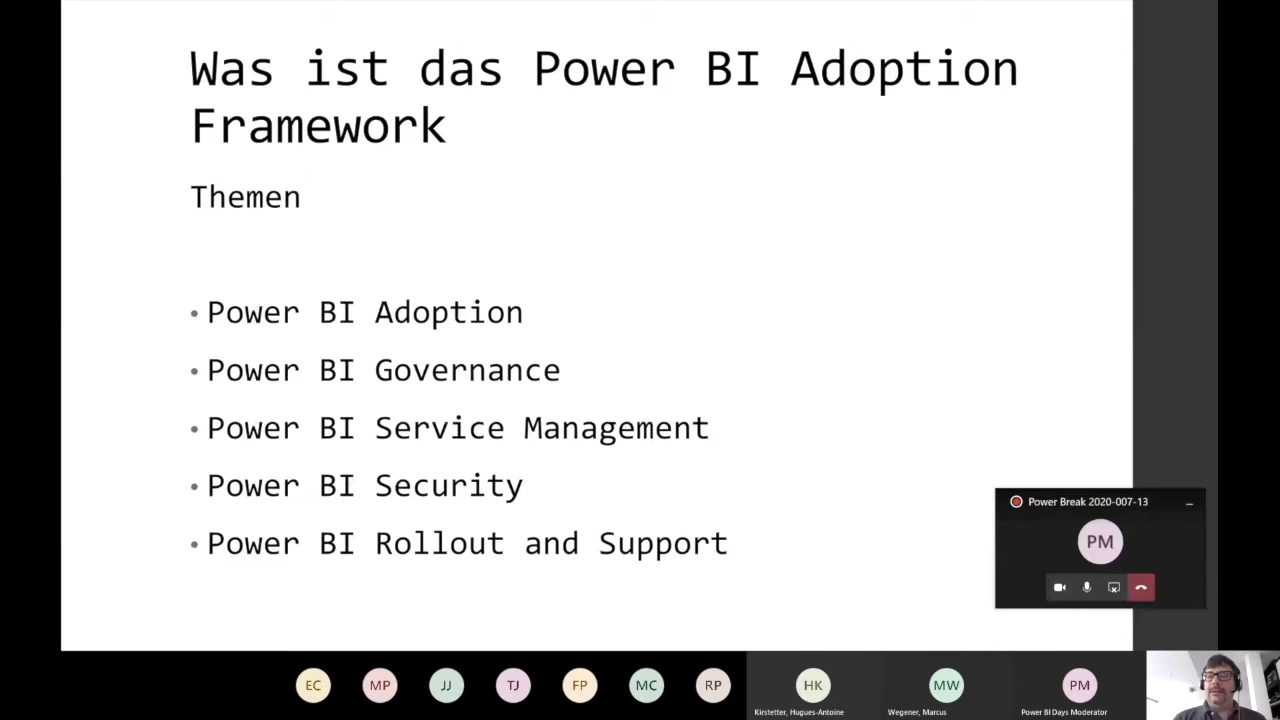 Was ist das Power BI Adoption
Framework
Themen
• Power BI Adoption
• Power BI Governance
• Power BI Service Management
• Power BI Security
• Power BI Rollout and Support
Power Break 2020-007-13
PM
EC
MP
JJ
TJ
FP
MC
RP
HK
MW
PM
Kirstetter, Hugues-Antoine
Wegener, Marcus
Power BI Days Moderator